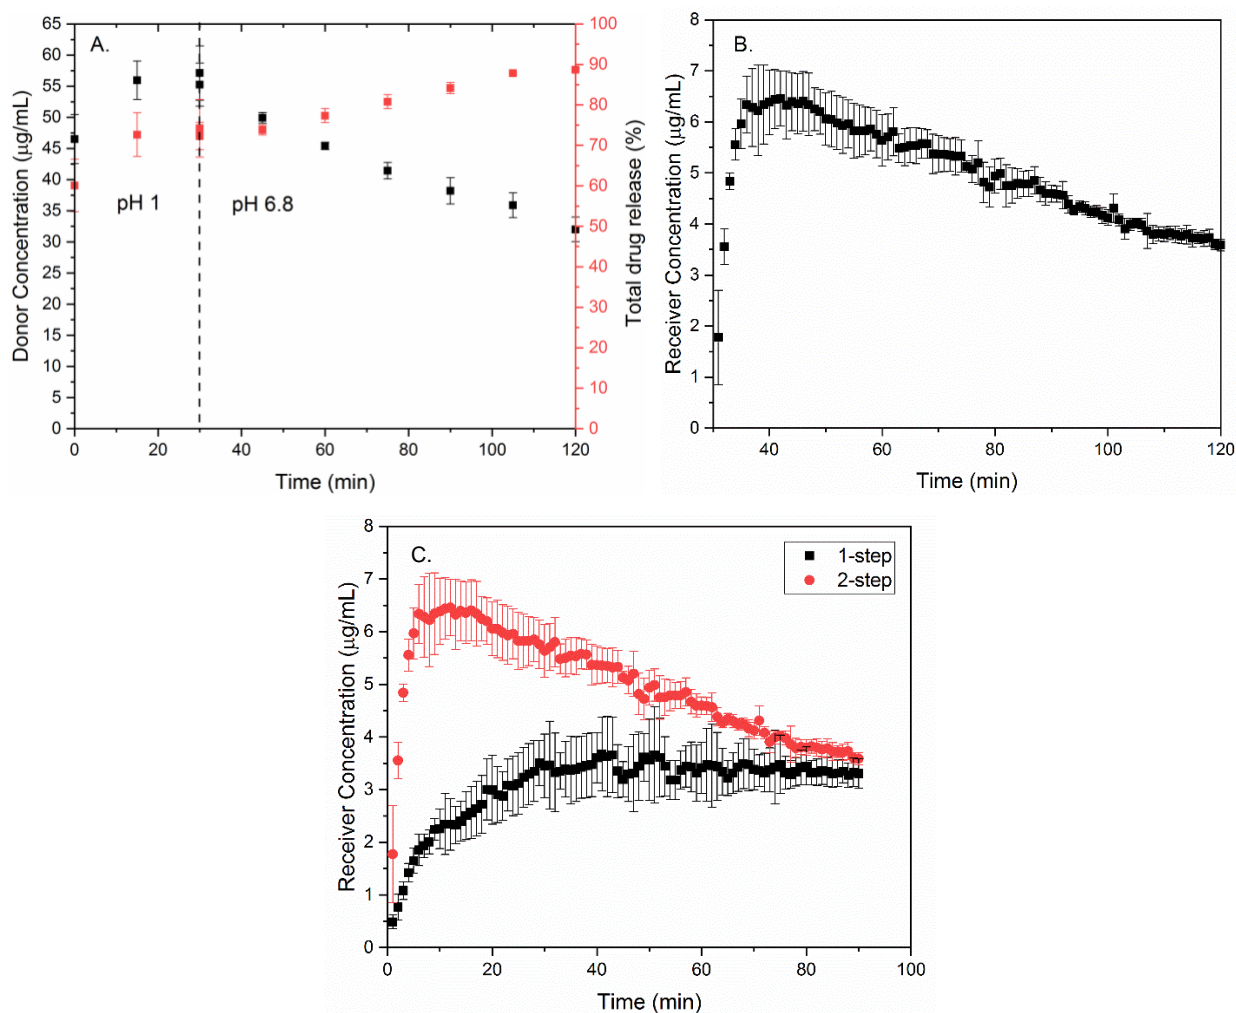 A.
Donor Concentration (μg/mL)
65
60
55
50
45
40
35
30
25
20
15
10
5
0
pH 1
pH 6.8
100
90
80
70
60
50
40
30
20
10
0
Total drug release (%)
0 20 40 60 80 100 120
Time (min)
B.
Receiver Concentration (μg/mL)
8
7
6
5
4
3
2
1
0
40 60 80 100 120
Time (min)
C.
1-step
2-step
Receiver Concentration (μg/mL)
8
7
6
5
4
3
2
1
0
0 20 40 60 80 100
Time (min)